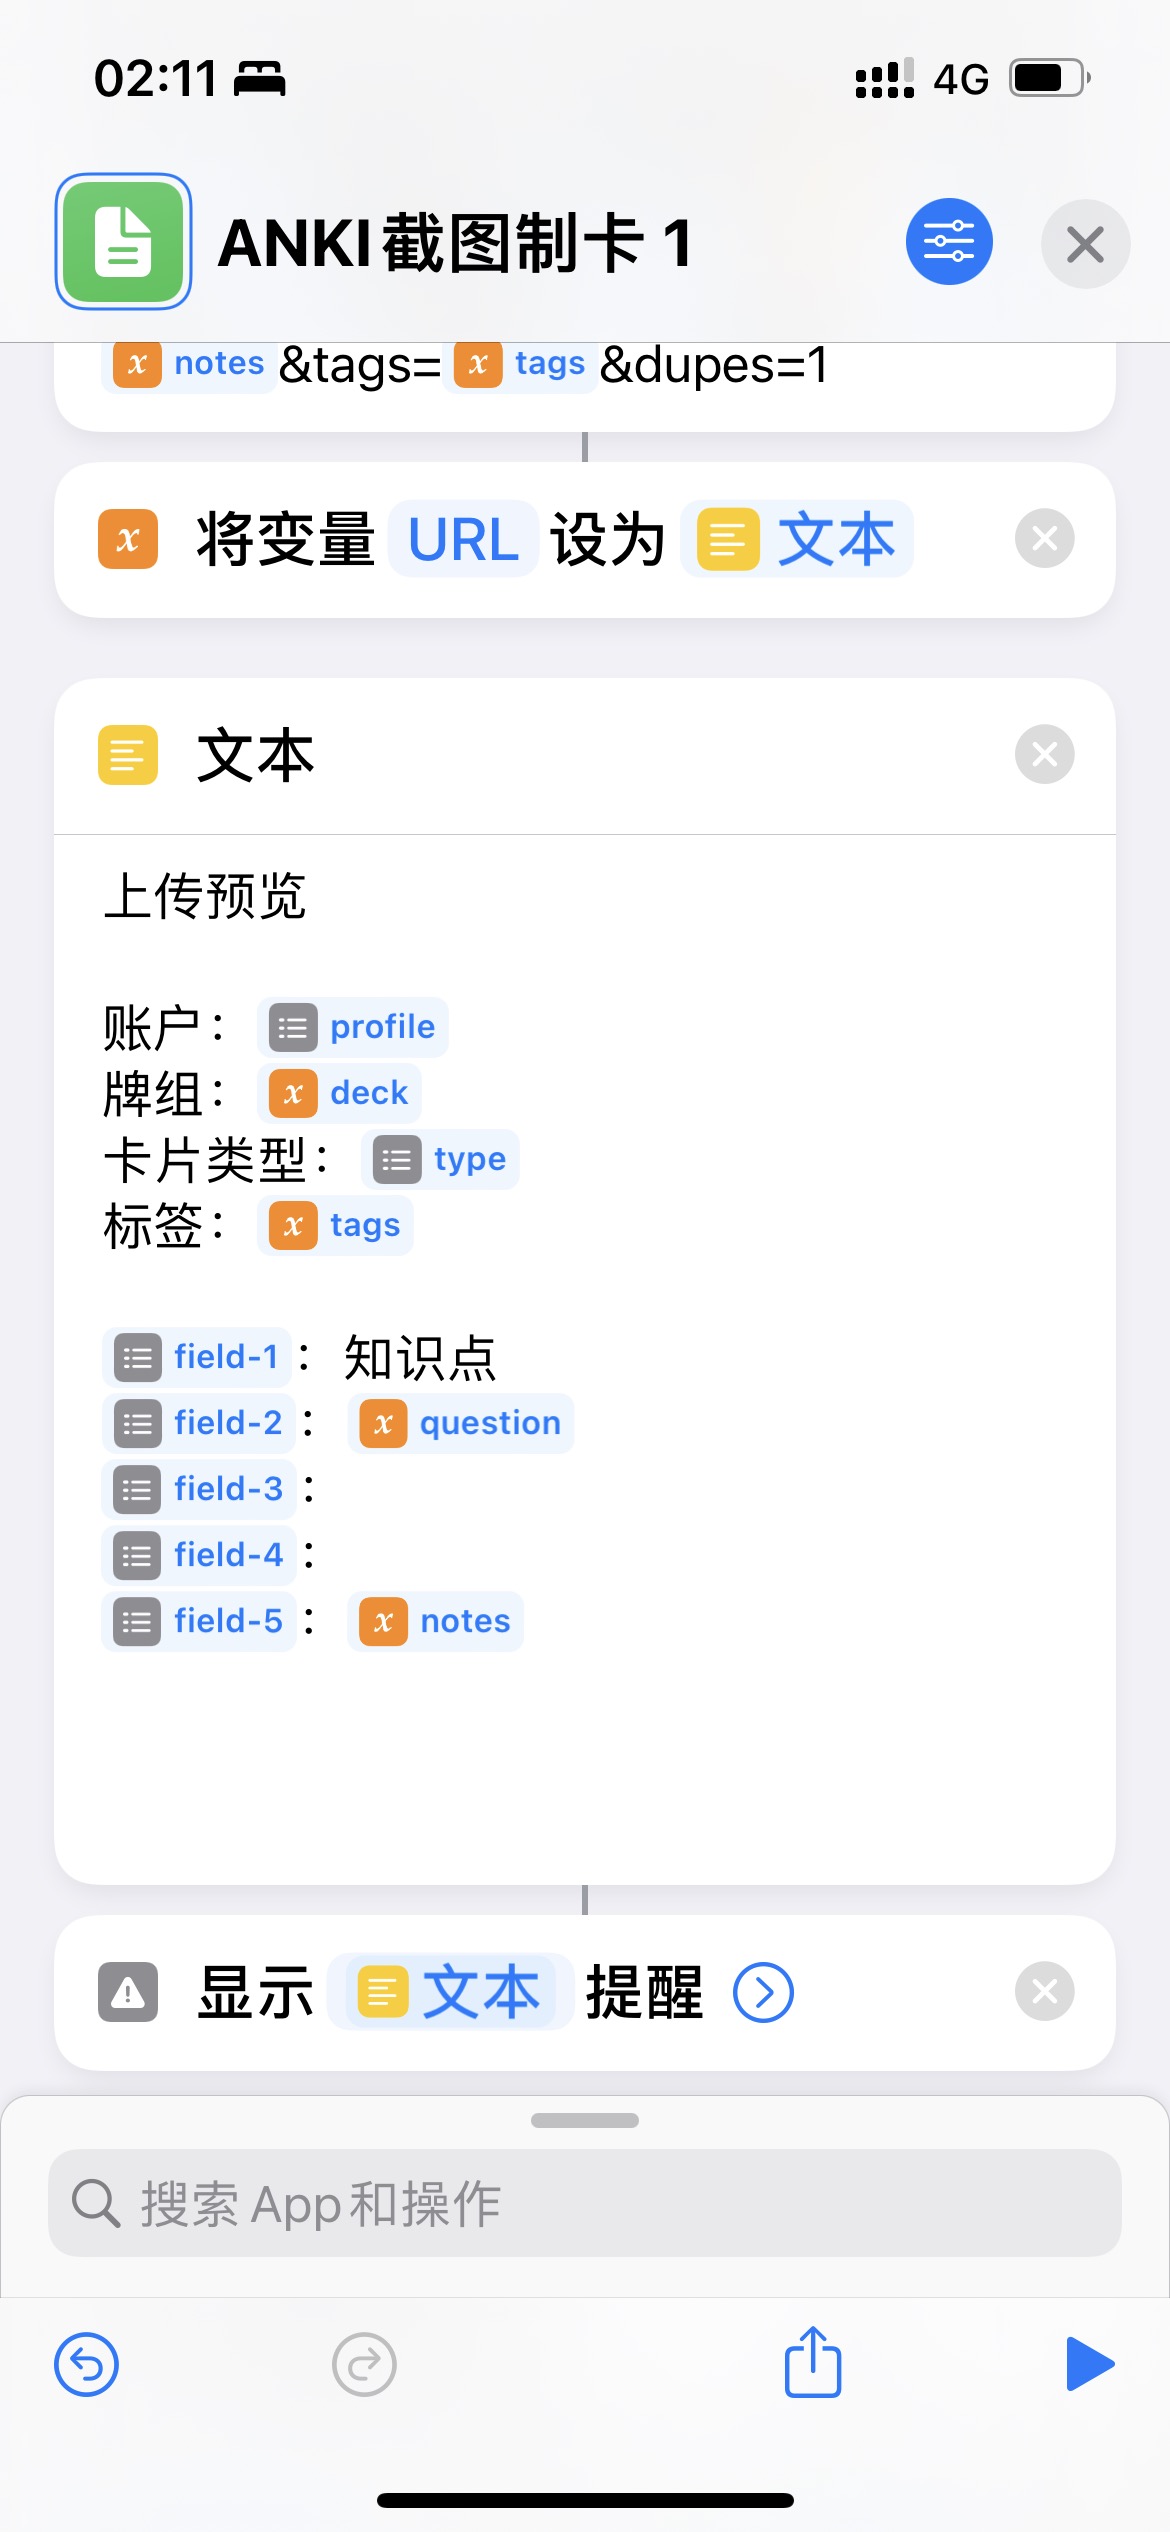 02:11
4G
ANKI截图制卡 1
notes&tags=tags&dupes=1
将变量 URL 设为 文本
文本
上传预览
账户： profile
牌组： deck
卡片类型： type
标签： tags
field-1： 知识点
field-2： question
field-3：
field-4：
field-5： notes
显示 文本 提醒
搜索 App 和操作